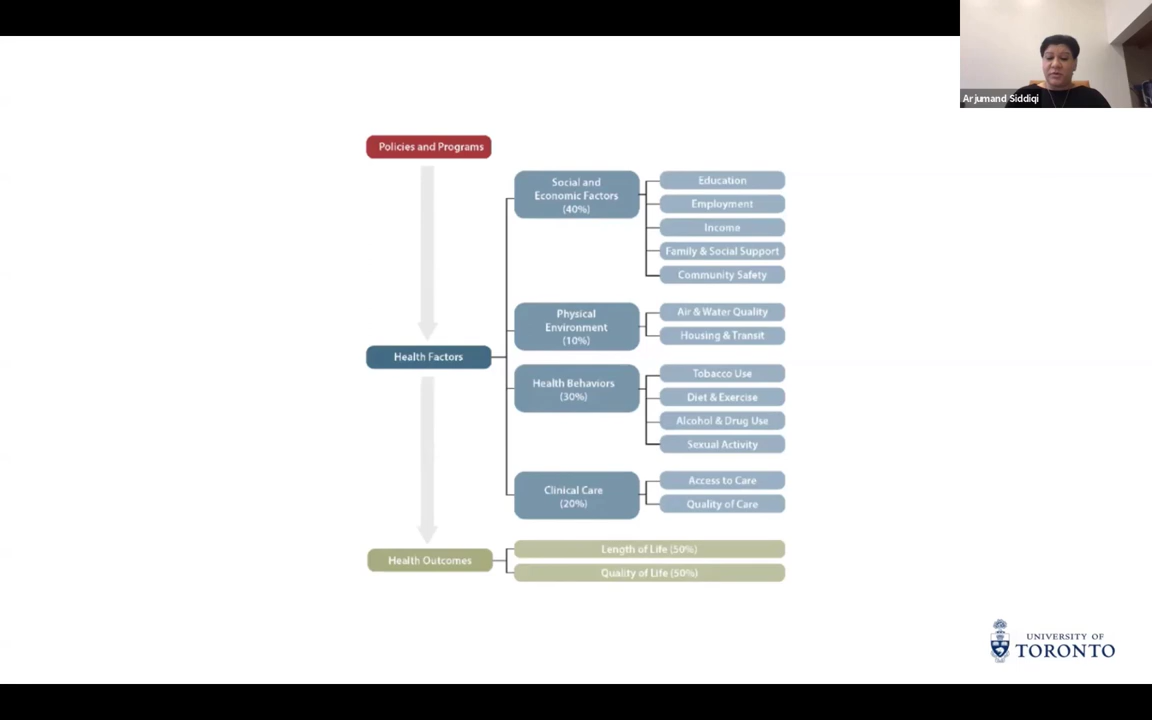 Arjumand Siddiqi
Policies and Programs
Social and
Economic Factors
(40%)
Education
Employment
Income
Family & Social Support
Community Safety
Physical
Environment
(10%)
Air & Water Quality
Housing & Transit
Health Factors
Health Behaviors
(30%)
Tobacco Use
Diet & Exercise
Alcohol & Drug Use
Sexual Activity
Clinical Care
(20%)
Access to Care
Quality of Care
Health Outcomes
Length of Life (50%)
Quality of Life (50%)
UNIVERSITY OF
TORONTO